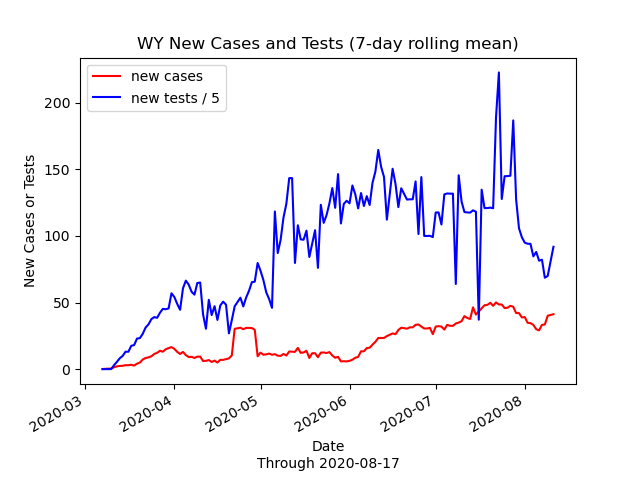 WY New Cases and Tests (7-day rolling mean)
new cases
new tests / 5
New Cases or Tests
200
150
100
50
0
2020-03
2020-04
2020-05
2020-06
2020-07
2020-08
Date
Through 2020-08-17